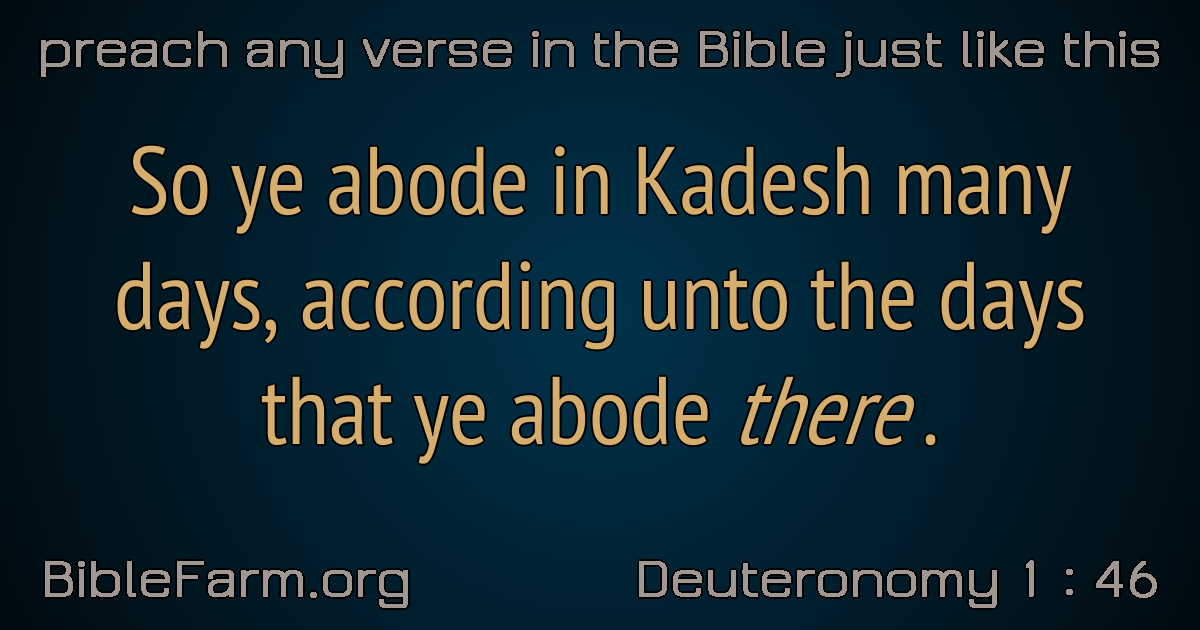 preach any verse in the Bible just like this
So ye abode in Kadesh many
days, according unto the days
that ye abode there .
BibleFarm.org
Deuteronomy 1 : 46